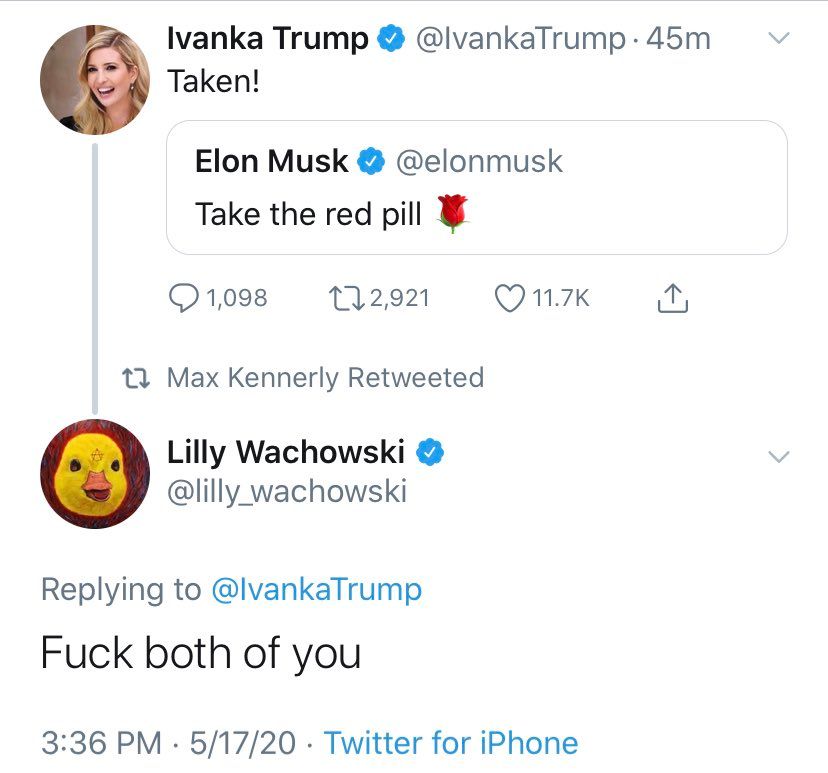 Ivanka Trump @IvankaTrump · 45m
Taken!
Elon Musk @elonmusk
Take the red pill 🌹
1,098 2,921 11.7K
Max Kennerly Retweeted
Lilly Wachowski
@lilly_wachowski
Replying to @IvankaTrump
Fuck both of you
3:36 PM · 5/17/20 · Twitter for iPhone